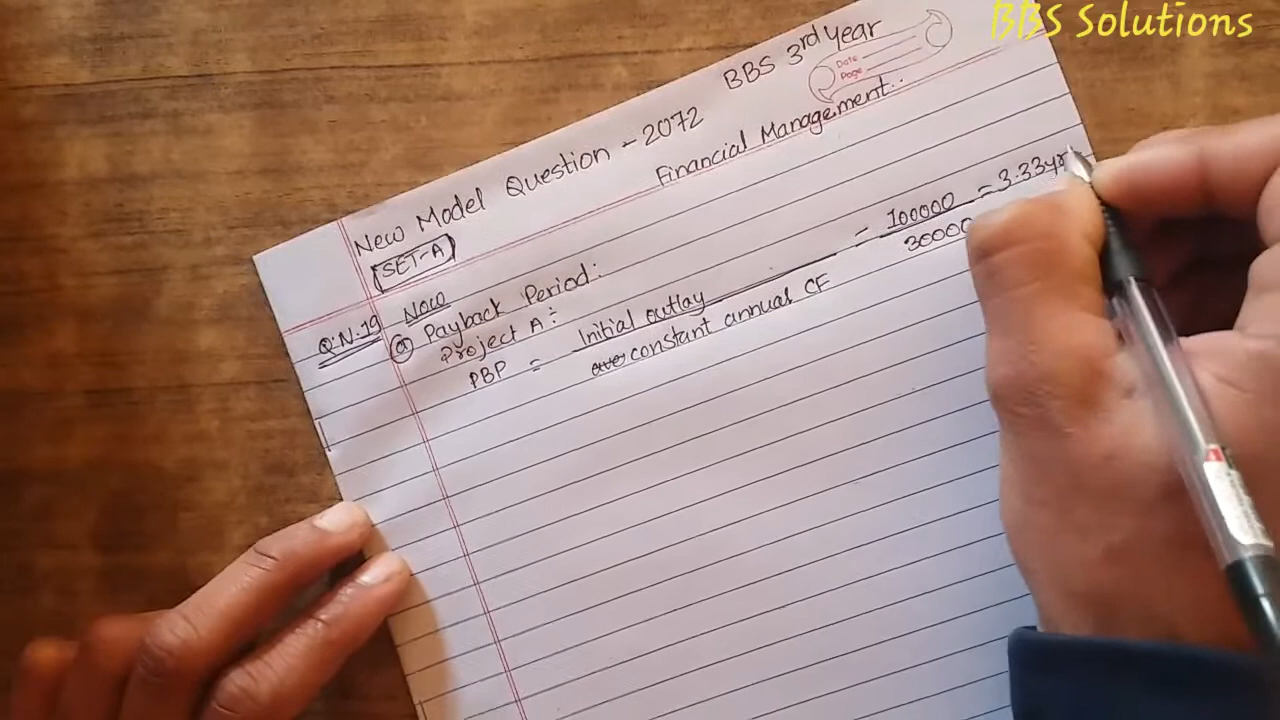 BBS Solutions
New Model Question - 2072 BBS 3rd Year
Date
Page
[SET-A] Financial Management:
Q.N.19 Now
(a) Payback Period:
Project A:
PBP = Initial outlay / constant annual CF = 100000 / 30000 = 3.33yr